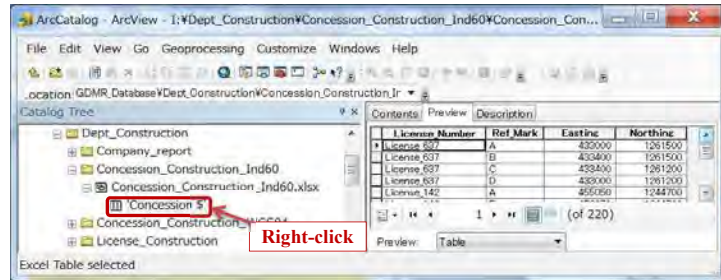 ArcCatalog - ArcView - I:¥Dept_Construction¥Concession_Construction_Ind60¥Concession_Con...
File Edit View Go Geoprocessing Customize Windows Help
ocation GDMR_Database¥Dept_Construction¥Concession_Construction_Ir
Catalog Tree
Contents Preview Description
Dept_Construction
Company_report
Concession_Construction_Ind60
Concession_Construction_Ind60.xlsx
'Concession $'
Concession_Construction
License_Construction
Right-click
License_Number Ref_Mark Easting Northing
License 637 A 433000 1261500
License 637 B 433400 1261500
License 637 C 433400 1261200
License 637 D 433000 1261200
License 142 A 455050 1244700
1 (of 220)
Preview: Table
Excel Table selected